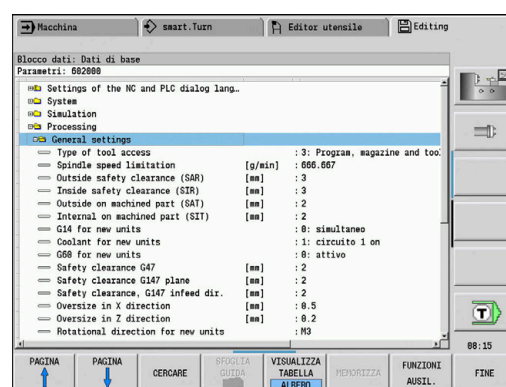 Macchina
smart.Turn
Editor utensile
Editing
Blocco dati: Dati di base
Parametri: 602000
Settings of the NC and PLC dialog lang…
System
Simulation
Processing
General settings
Type of tool access : 3: Program, magazine and tool
Spindle speed limitation [g/min] : 666.667
Outside safety clearance (SAR) [mm] : 3
Inside safety clearance (SIR) [mm] : 3
Outside on machined part (SAT) [mm] : 2
Internal on machined part (SIT) [mm] : 2
G14 for new units : 0: simultaneo
Coolant for new units : 1: circuito 1 on
G60 for new units : 0: attivo
Safety clearance G47 [mm] : 2
Safety clearance G147 plane [mm] : 2
Safety clearance, G147 infeed dir. [mm] : 2
Oversize in X direction [mm] : 0.5
Oversize in Z direction [mm] : 0.2
Rotational direction for new units : M3
T
08:15
PAGINA
PAGINA
CERCARE
SFOGLIA GUIDA
VISUALIZZA TABELLA ALBERO
MEMORIZZA
FUNZIONI AUSIL.
FINE